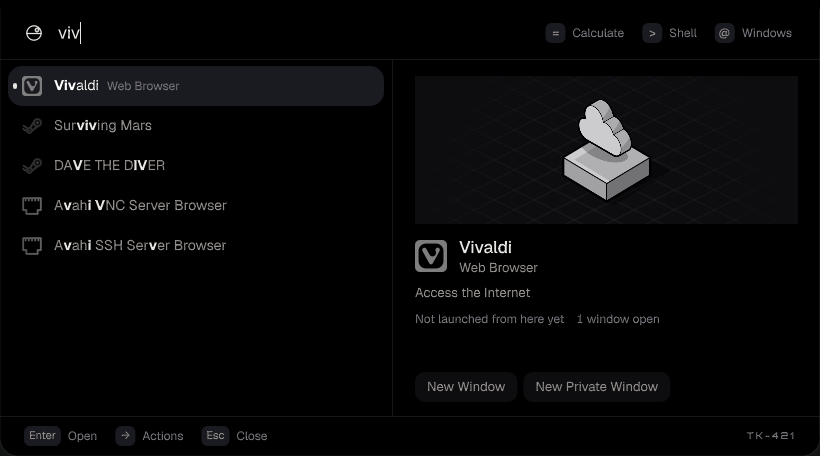 viv
= Calculate > Shell @ Windows
Vivaldi Web Browser
Surviving Mars
DAVE THE DIVER
Avahi VNC Server Browser
Avahi SSH Server Browser
Vivaldi
Web Browser
Access the Internet
Not launched from here yet 1 window open
New Window New Private Window
Enter Open → Actions Esc Close
TK-421